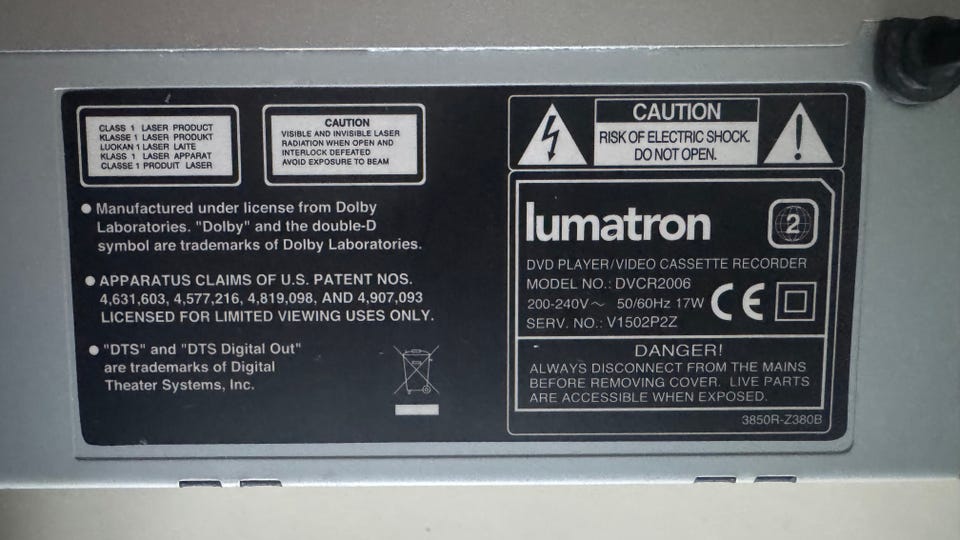 CLASS 1 LASER PRODUCT
KLASSE 1 LASER PRODUKT
LUOKAN 1 LASER LAITE
KLASS 1 LASER APPARAT
CLASSE 1 PRODUIT LASER
CAUTION
VISIBLE AND INVISIBLE LASER
RADIATION WHEN OPEN AND
INTERLOCK DEFEATED
AVOID EXPOSURE TO BEAM
● Manufactured under license from Dolby
Laboratories. "Dolby" and the double-D
symbol are trademarks of Dolby Laboratories.
● APPARATUS CLAIMS OF U.S. PATENT NOS.
4,631,603, 4,577,216, 4,819,098, AND 4,907,093
LICENSED FOR LIMITED VIEWING USES ONLY.
● "DTS" and "DTS Digital Out"
are trademarks of Digital
Theater Systems, Inc.
CAUTION
RISK OF ELECTRIC SHOCK.
DO NOT OPEN.
lumatron
2
DVD PLAYER/VIDEO CASSETTE RECORDER
MODEL NO.: DVCR2006
200-240V~ 50/60Hz 17W
CE
SERV. NO.: V1502P2Z
DANGER!
ALWAYS DISCONNECT FROM THE MAINS
BEFORE REMOVING COVER. LIVE PARTS
ARE ACCESSIBLE WHEN EXPOSED.
3850R-Z380B